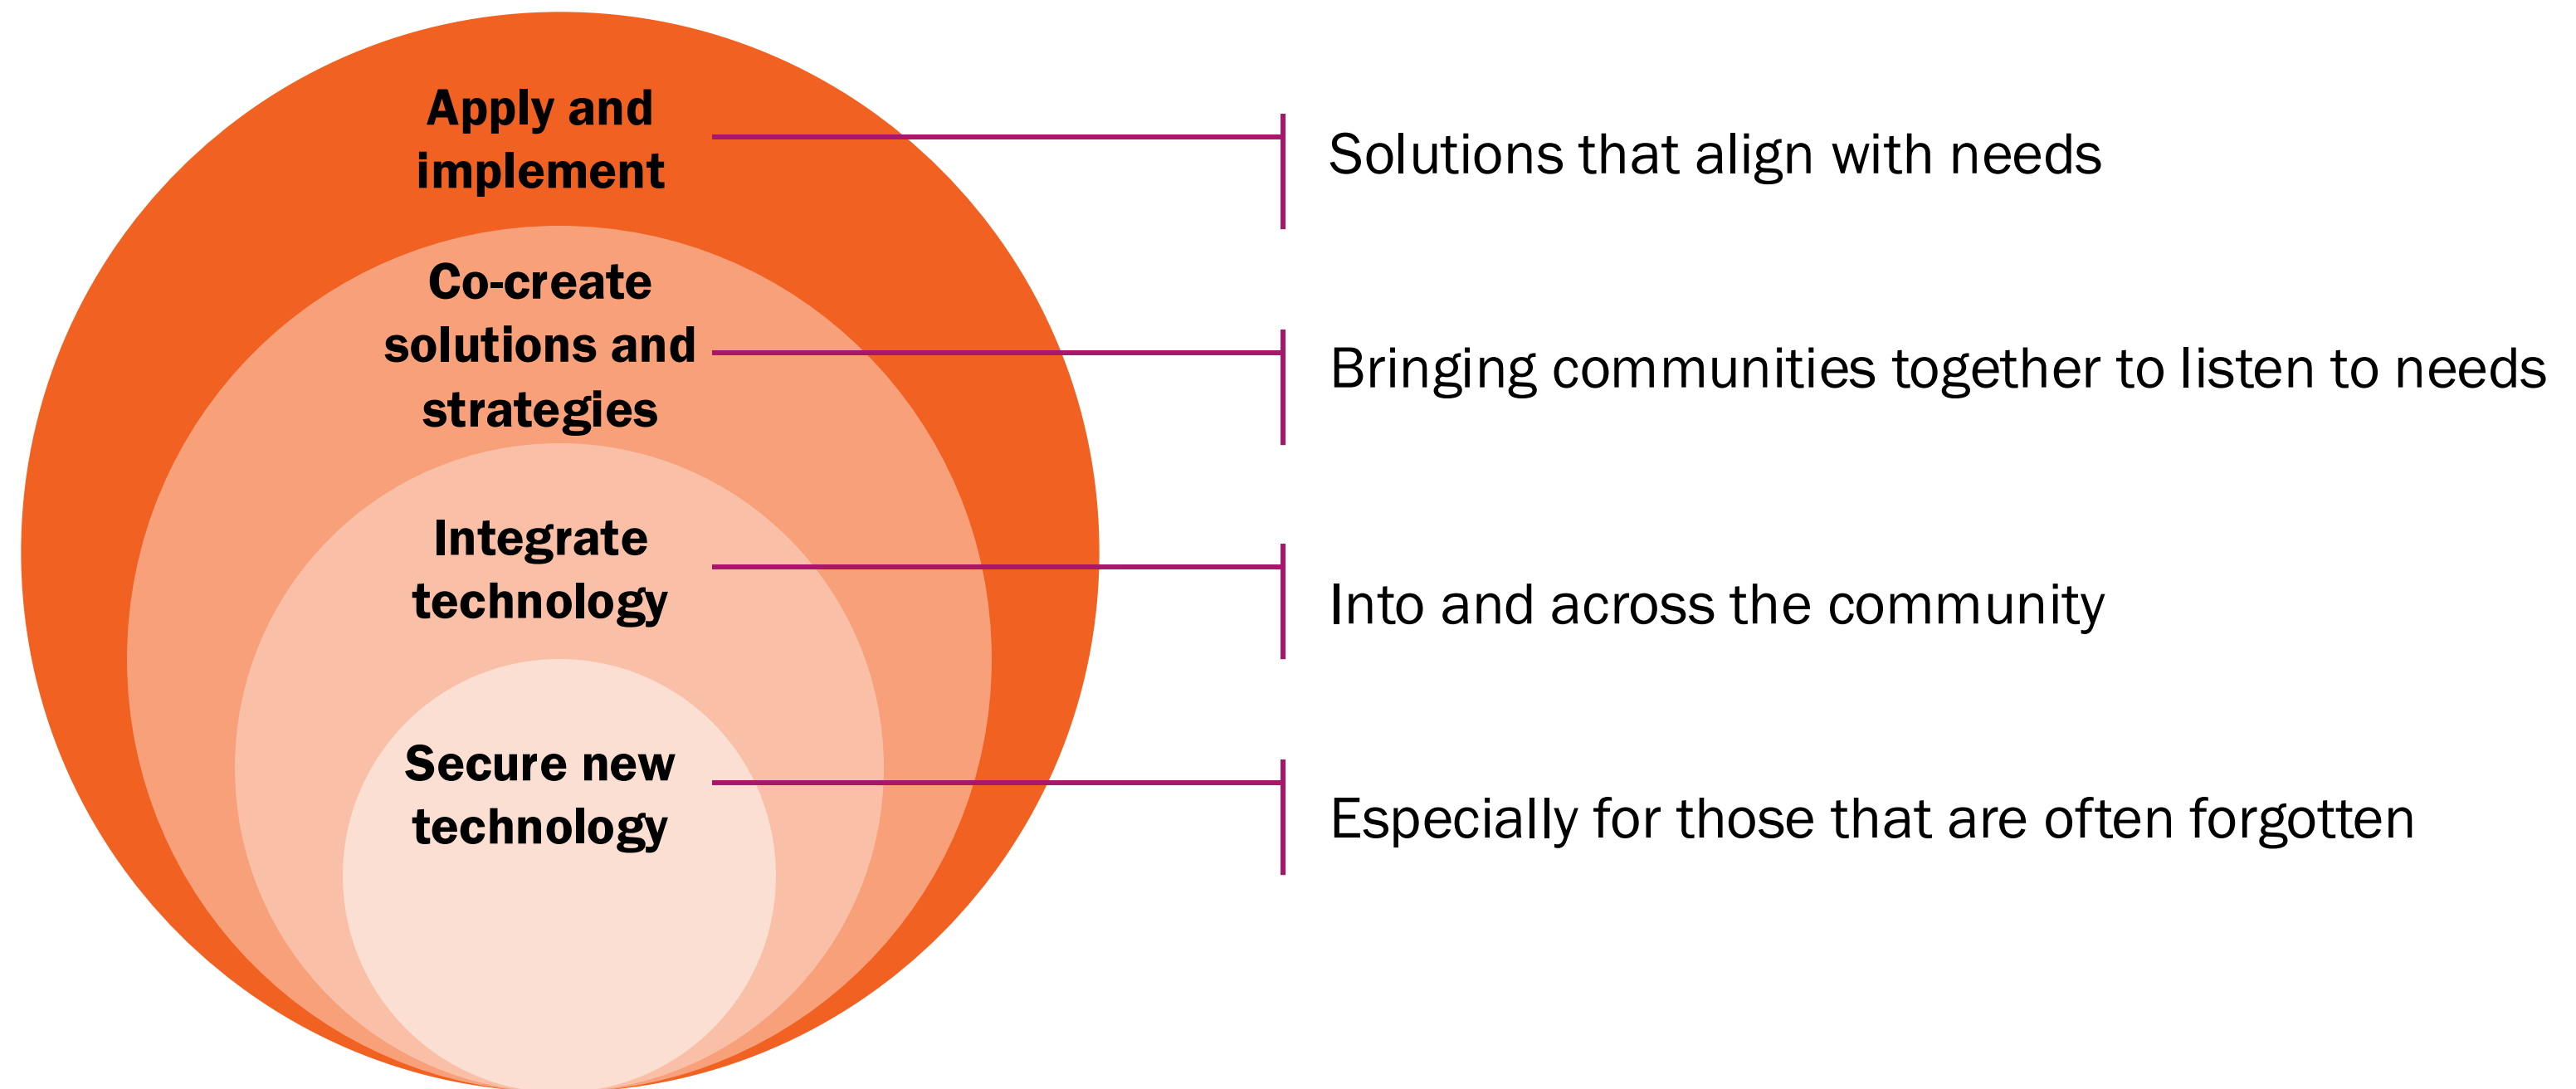 Apply and
implement
Solutions that align with needs
Co-create
solutions and
strategies
Bringing communities together to listen to needs
Integrate
technology
Into and across the community
Secure new
technology
Especially for those that are often forgotten